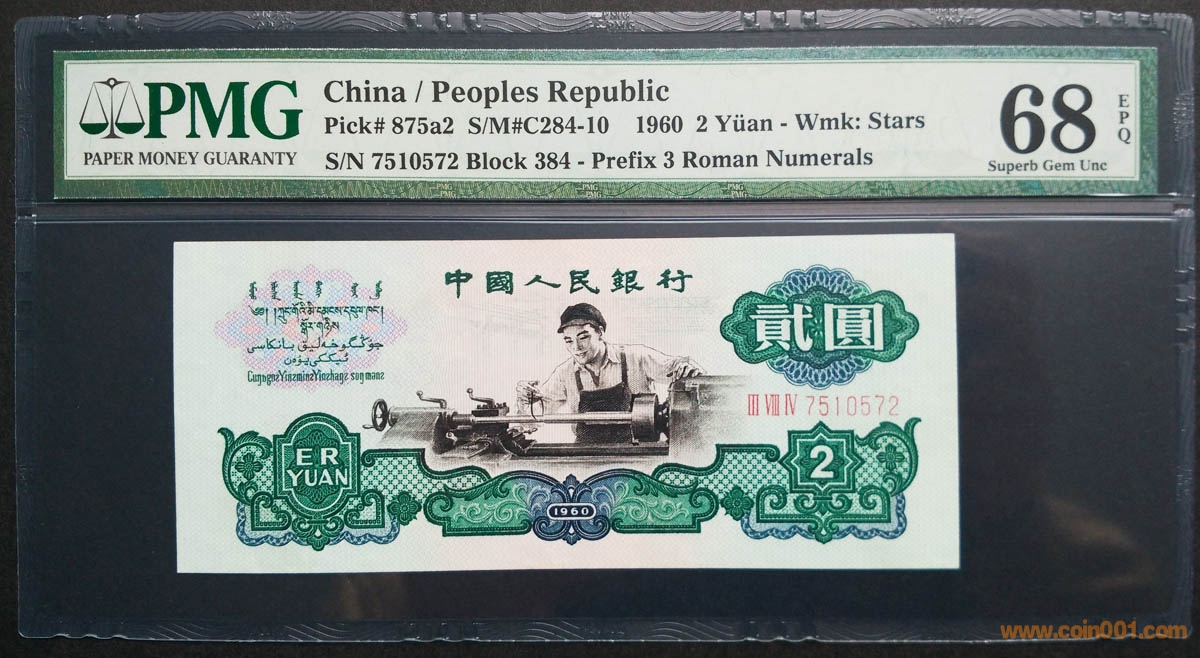 PMG
PAPER MONEY GUARANTY
China / Peoples Republic
Pick# 875a2 S/M#C284-10 1960 2 Yüan - Wmk: Stars
S/N 7510572 Block 384 - Prefix 3 Roman Numerals
68
EPQ
Superb Gem Unc
中國人民銀行
貳圓
III VIII IV 7510572
ER
YUAN
1960
2
www.coin001.com